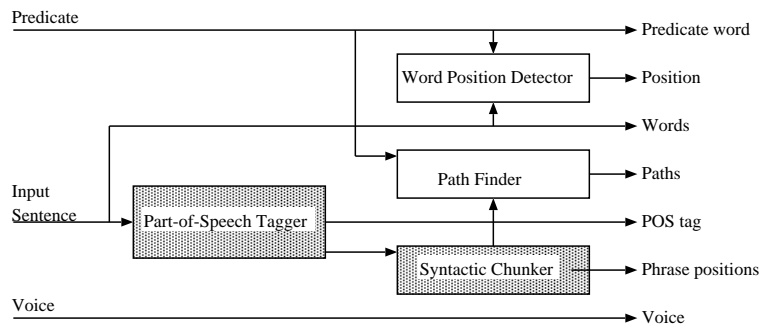 Predicate
Predicate word
Word Position Detector
Position
Words
Path Finder
Paths
Input
Sentence
Part-of-Speech Tagger
POS tag
Syntactic Chunker
Phrase positions
Voice
Voice